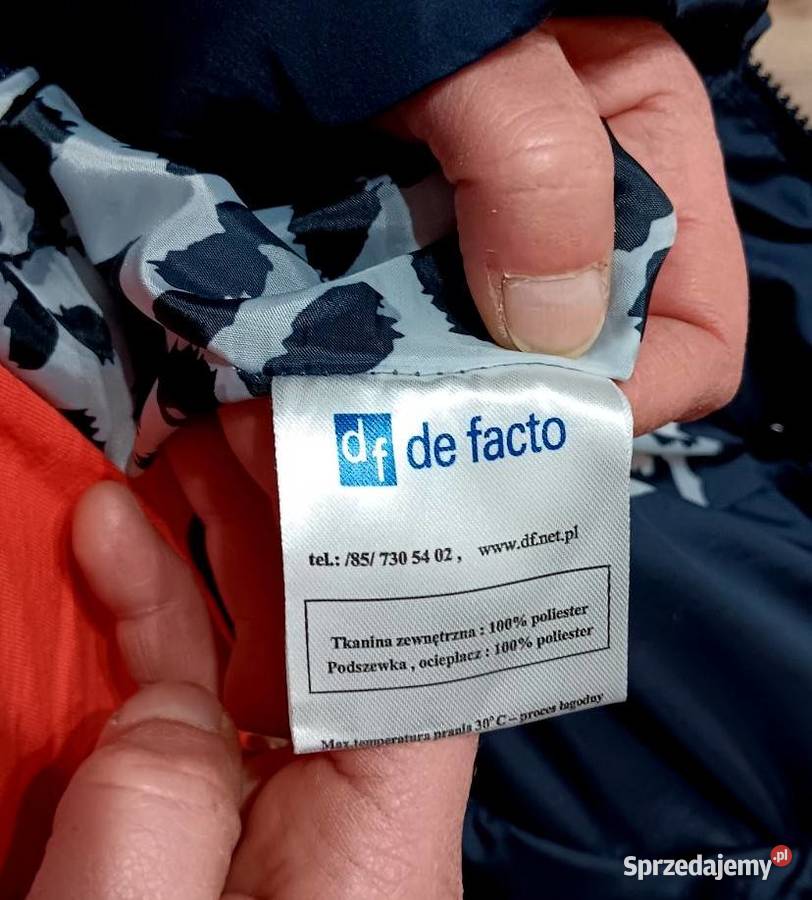 df de facto
tel.: /85/ 730 54 02 , www.df.net.pl
Tkanina zewnętrzna : 100% poliester
Podszewka , ocieplacz : 100% poliester
Max.temperatura prania 30°C – proces łagodny
Sprzedajemy.pl